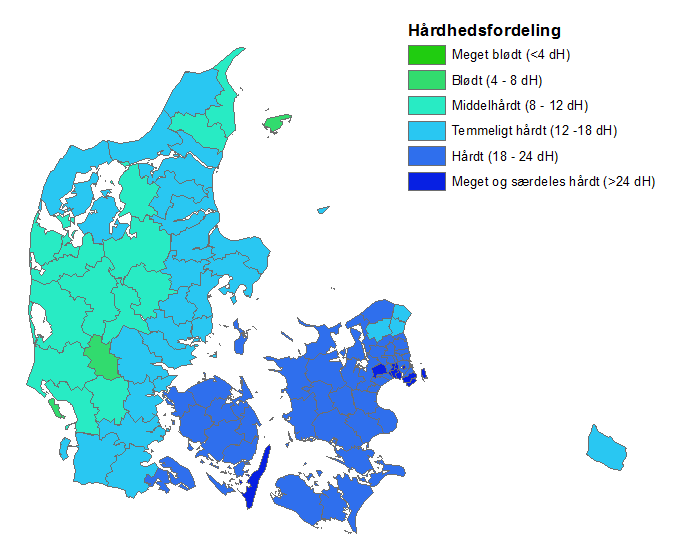 Hårdhedsfordeling
Meget blødt (<4 dH)
Blødt (4 - 8 dH)
Middelhårdt (8 - 12 dH)
Temmeligt hårdt (12 -18 dH)
Hårdt (18 - 24 dH)
Meget og særdeles hårdt (>24 dH)